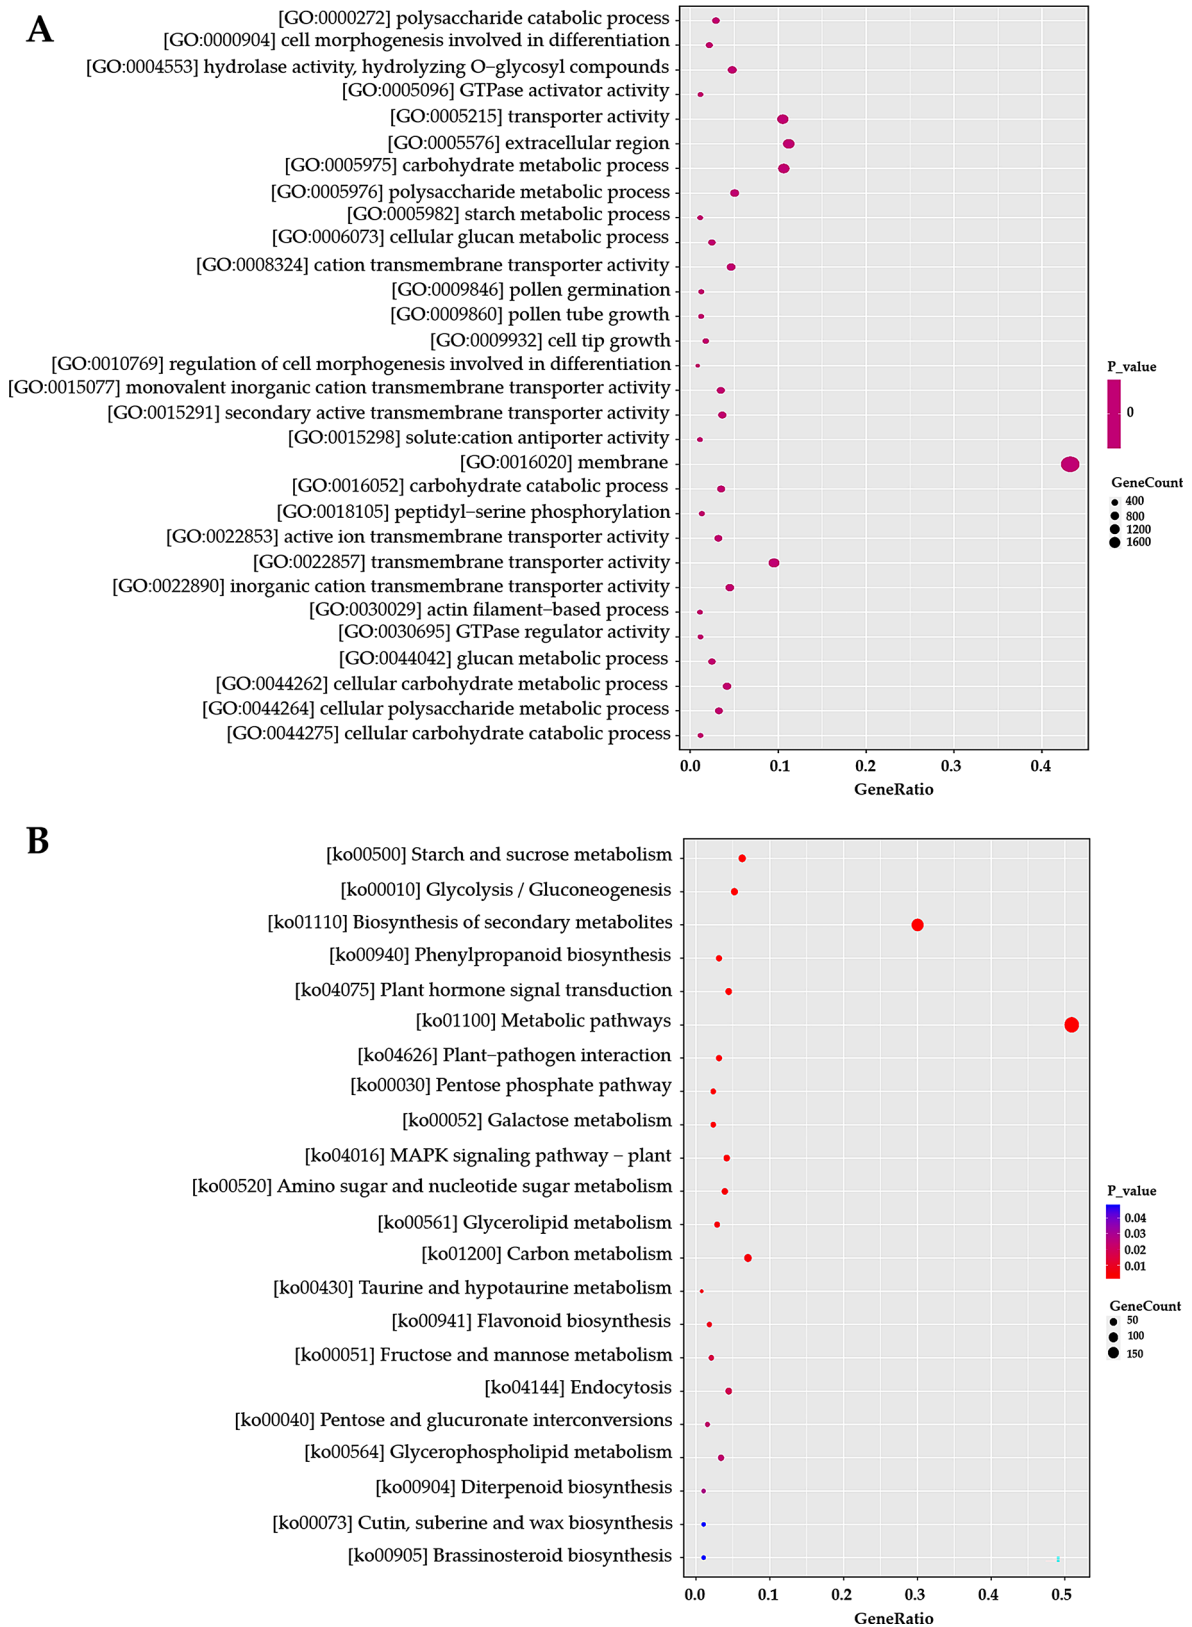 A
[GO:0000272] polysaccharide catabolic process
[GO:0000904] cell morphogenesis involved in differentiation
[GO:0004553] hydrolase activity, hydrolyzing O−glycosyl compounds
[GO:0005096] GTPase activator activity
[GO:0005215] transporter activity
[GO:0005576] extracellular region
[GO:0005975] carbohydrate metabolic process
[GO:0005976] polysaccharide metabolic process
[GO:0005982] starch metabolic process
[GO:0006073] cellular glucan metabolic process
[GO:0008324] cation transmembrane transporter activity
[GO:0009846] pollen germination
[GO:0009860] pollen tube growth
[GO:0009932] cell tip growth
[GO:0010769] regulation of cell morphogenesis involved in differentiation
[GO:0015077] monovalent inorganic cation transmembrane transporter activity
[GO:0015291] secondary active transmembrane transporter activity
[GO:0015298] solute:cation antiporter activity
[GO:0016020] membrane
[GO:0016052] carbohydrate catabolic process
[GO:0018105] peptidyl−serine phosphorylation
[GO:0022853] active ion transmembrane transporter activity
[GO:0022857] transmembrane transporter activity
[GO:0022890] inorganic cation transmembrane transporter activity
[GO:0030029] actin filament−based process
[GO:0030695] GTPase regulator activity
[GO:0044042] glucan metabolic process
[GO:0044262] cellular carbohydrate metabolic process
[GO:0044264] cellular polysaccharide metabolic process
[GO:0044275] cellular carbohydrate catabolic process
0.0 0.1 0.2 0.3 0.4
GeneRatio
P_value
0
GeneCount
400
800
1200
1600
B
[ko00500] Starch and sucrose metabolism
[ko00010] Glycolysis / Gluconeogenesis
[ko01110] Biosynthesis of secondary metabolites
[ko00940] Phenylpropanoid biosynthesis
[ko04075] Plant hormone signal transduction
[ko01100] Metabolic pathways
[ko04626] Plant−pathogen interaction
[ko00030] Pentose phosphate pathway
[ko00052] Galactose metabolism
[ko04016] MAPK signaling pathway − plant
[ko00520] Amino sugar and nucleotide sugar metabolism
[ko00561] Glycerolipid metabolism
[ko01200] Carbon metabolism
[ko00430] Taurine and hypotaurine metabolism
[ko00941] Flavonoid biosynthesis
[ko00051] Fructose and mannose metabolism
[ko04144] Endocytosis
[ko00040] Pentose and glucuronate interconversions
[ko00564] Glycerophospholipid metabolism
[ko00904] Diterpenoid biosynthesis
[ko00073] Cutin, suberine and wax biosynthesis
[ko00905] Brassinosteroid biosynthesis
0.0 0.1 0.2 0.3 0.4 0.5
GeneRatio
P_value
0.04
0.03
0.02
0.01
GeneCount
50
100
150